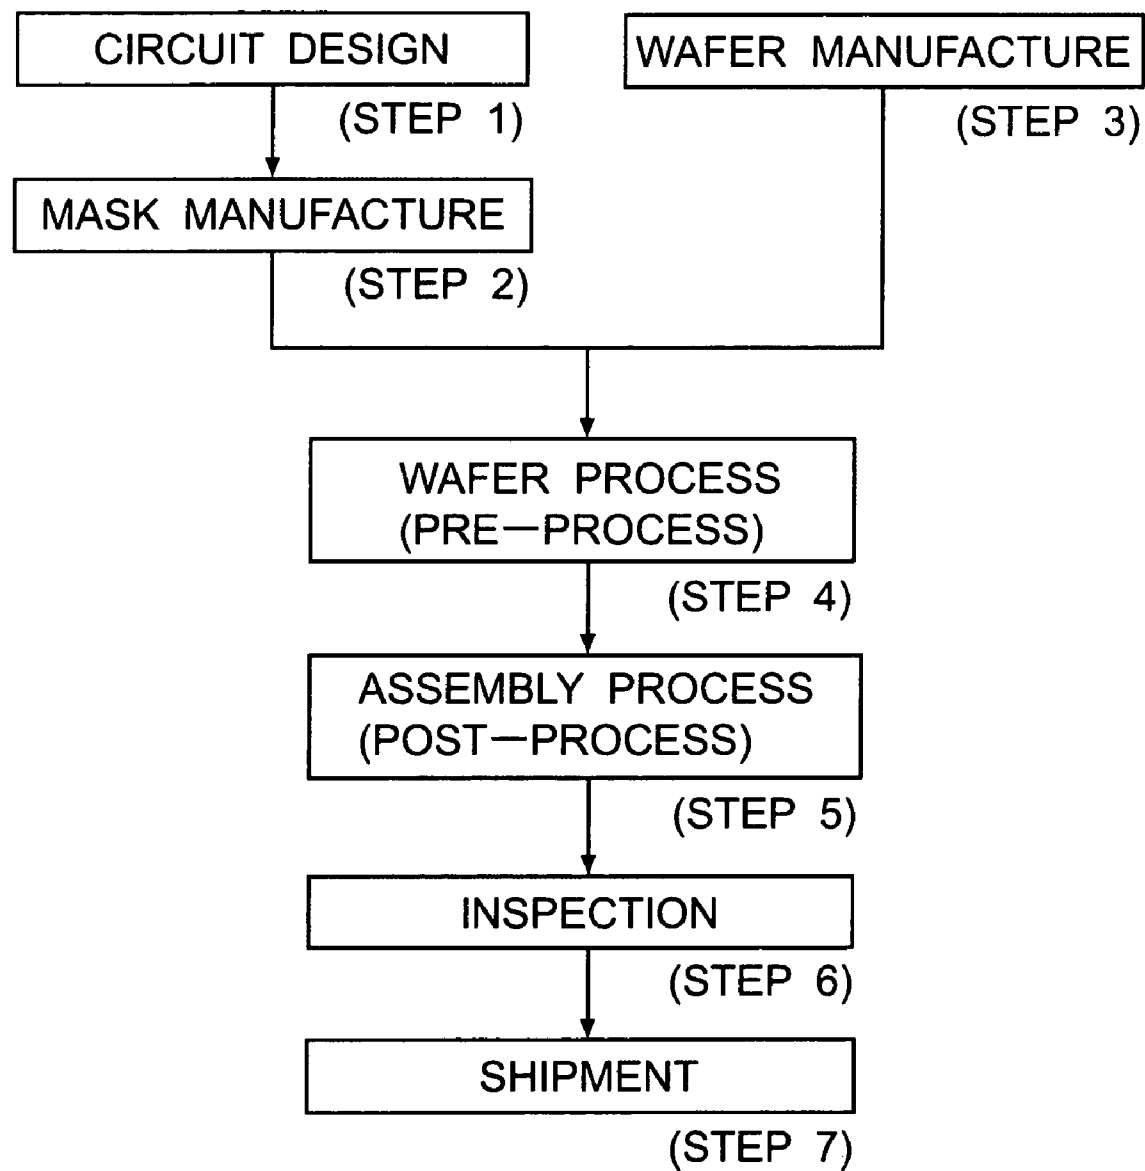 CIRCUIT DESIGN
(STEP 1)
WAFER MANUFACTURE
(STEP 3)
MASK MANUFACTURE
(STEP 2)
WAFER PROCESS
(PRE—PROCESS)
(STEP 4)
ASSEMBLY PROCESS
(POST—PROCESS)
(STEP 5)
INSPECTION
(STEP 6)
SHIPMENT
(STEP 7)